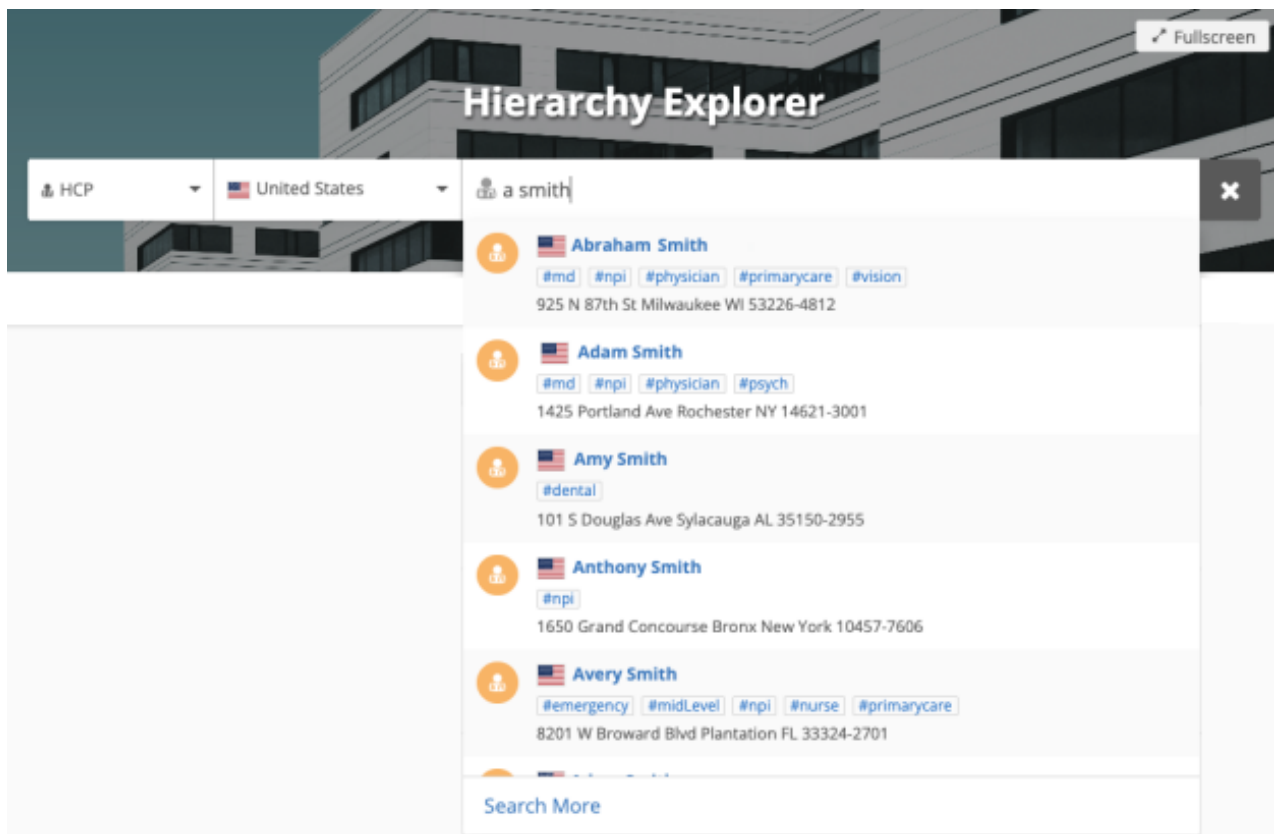 Fullscreen
Hierarchy Explorer
HCP
United States
a smith
Abraham Smith
#md #npi #physician #primarycare #vision
925 N 87th St Milwaukee WI 53226-4812
Adam Smith
#md #npi #physician #psych
1425 Portland Ave Rochester NY 14621-3001
Amy Smith
#dental
101 S Douglas Ave Sylacauga AL 35150-2955
Anthony Smith
#npi
1650 Grand Concourse Bronx New York 10457-7606
Avery Smith
#emergency #midLevel #npi #nurse #primarycare
8201 W Broward Blvd Plantation FL 33324-2701
Search More